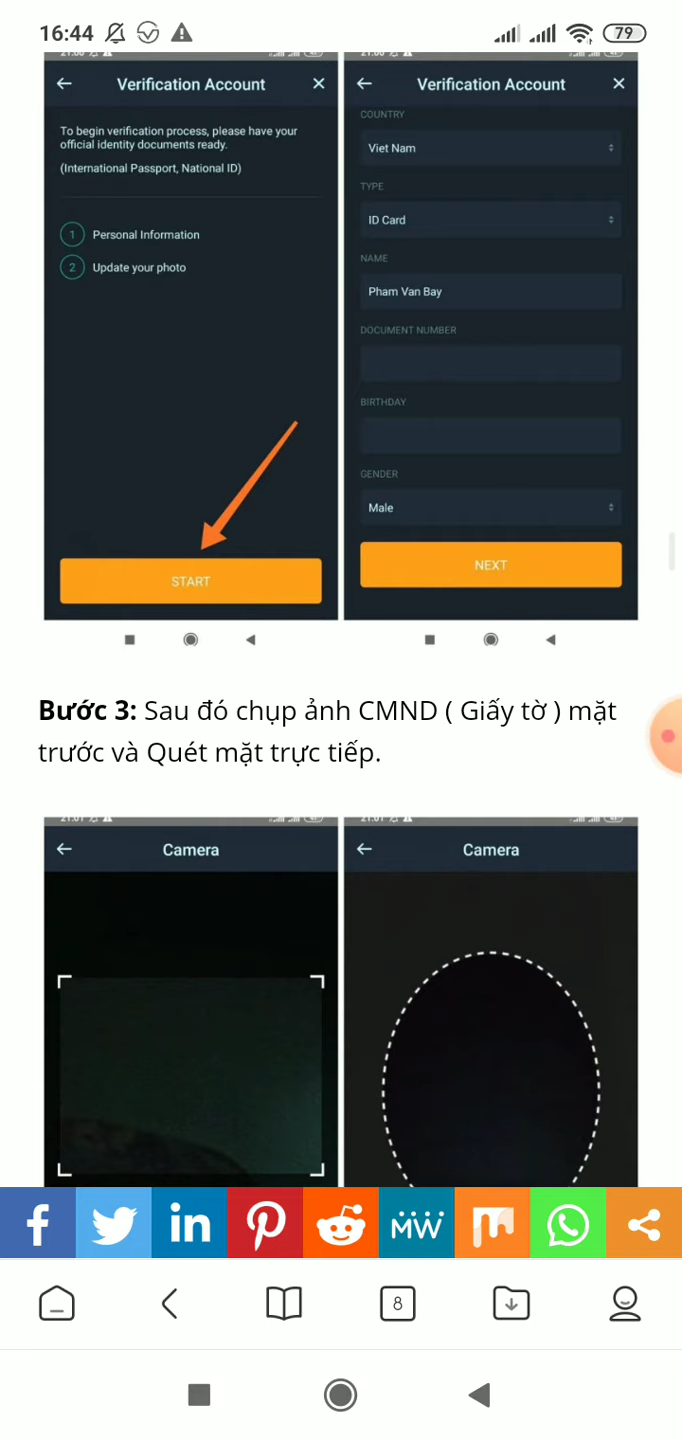 16:44
79
Verification Account
To begin verification process, please have your
official identity documents ready.
(International Passport, National ID)
1 Personal Information
2 Update your photo
START
Verification Account
COUNTRY
Viet Nam
TYPE
ID Card
NAME
Pham Van Bay
DOCUMENT NUMBER
BIRTHDAY
GENDER
Male
NEXT
Bước 3: Sau đó chụp ảnh CMND ( Giấy tờ ) mặt
trước và Quét mặt trực tiếp.
Camera
Camera
MW
8